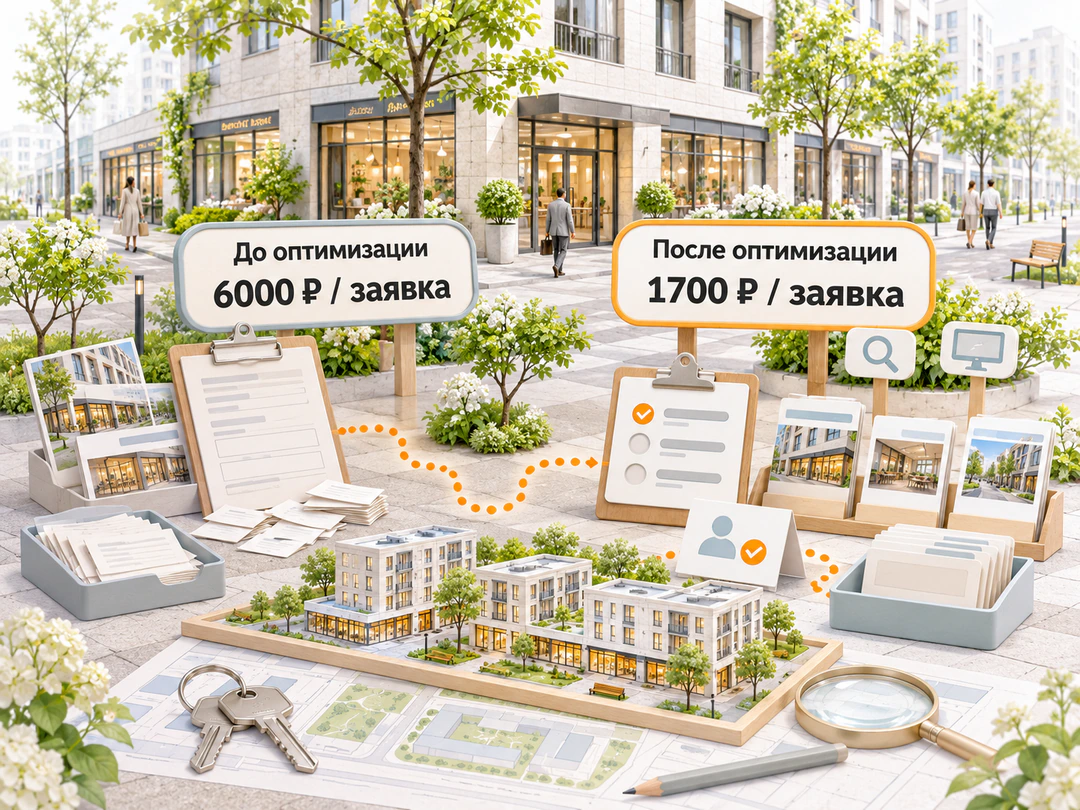 До оптимизации
6000 ₽ / заявка
После оптимизации
1700 ₽ / заявка